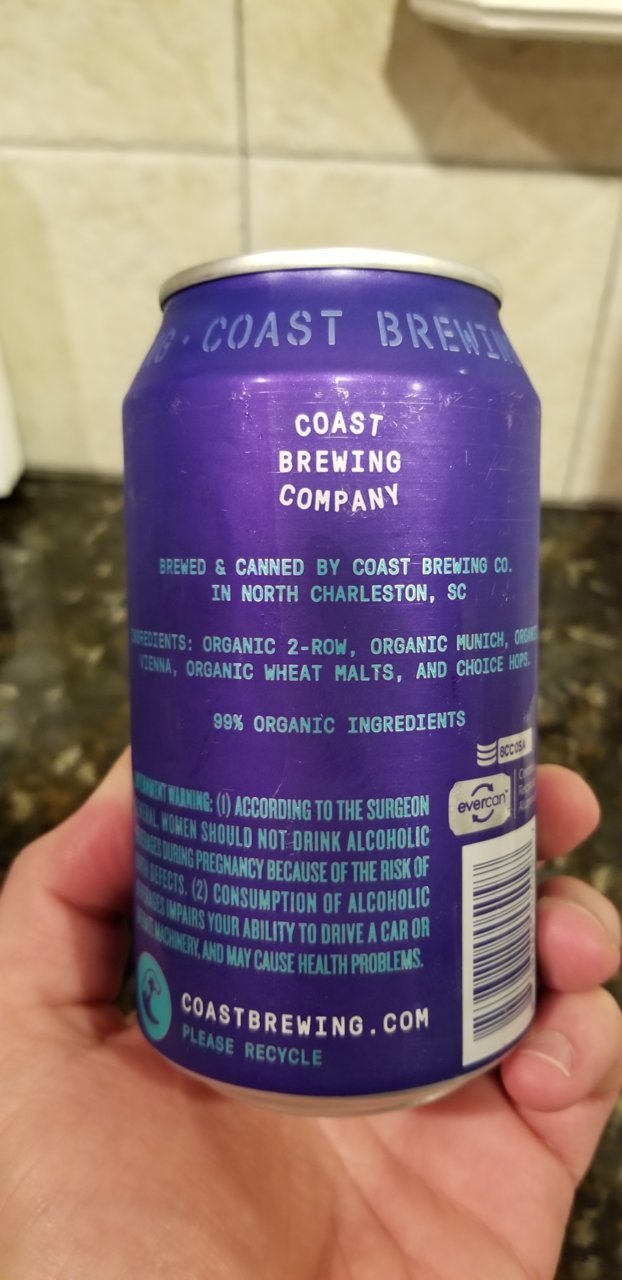 COAST BREWIN
COAST
BREWING
COMPANY
BREWED & CANNED BY COAST BREWING CO.
IN NORTH CHARLESTON, SC
INGREDIENTS: ORGANIC 2-ROW, ORGANIC MUNICH, ORGANIC
VIENNA, ORGANIC WHEAT MALTS, AND CHOICE HOPS.
99% ORGANIC INGREDIENTS
8CC05A
evercan™
WARNING: (1) ACCORDING TO THE SURGEON
WOMEN SHOULD NOT DRINK ALCOHOLIC
DURING PREGNANCY BECAUSE OF THE RISK OF
DEFECTS. (2) CONSUMPTION OF ALCOHOLIC
IMPAIRS YOUR ABILITY TO DRIVE A CAR OR
MACHINERY, AND MAY CAUSE HEALTH PROBLEMS.
COASTBREWING.COM
PLEASE RECYCLE